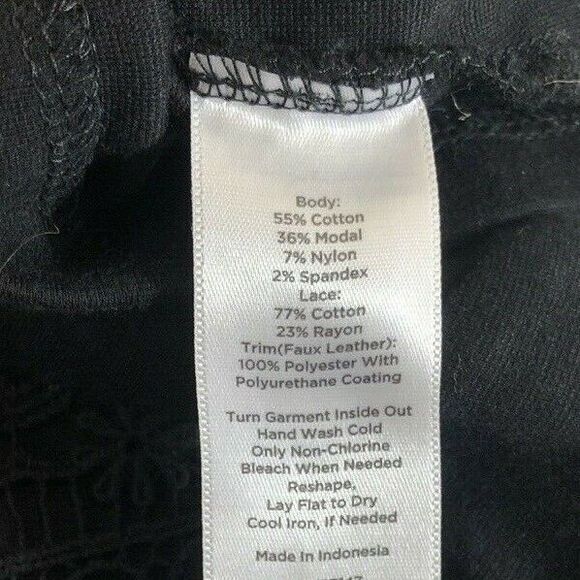 Body:
55% Cotton
36% Modal
7% Nylon
2% Spandex
Lace:
77% Cotton
23% Rayon
Trim(Faux Leather):
100% Polyester With
Polyurethane Coating
Turn Garment Inside Out
Hand Wash Cold
Only Non-Chlorine
Bleach When Needed
Reshape,
Lay Flat to Dry
Cool Iron, If Needed
Made In Indonesia